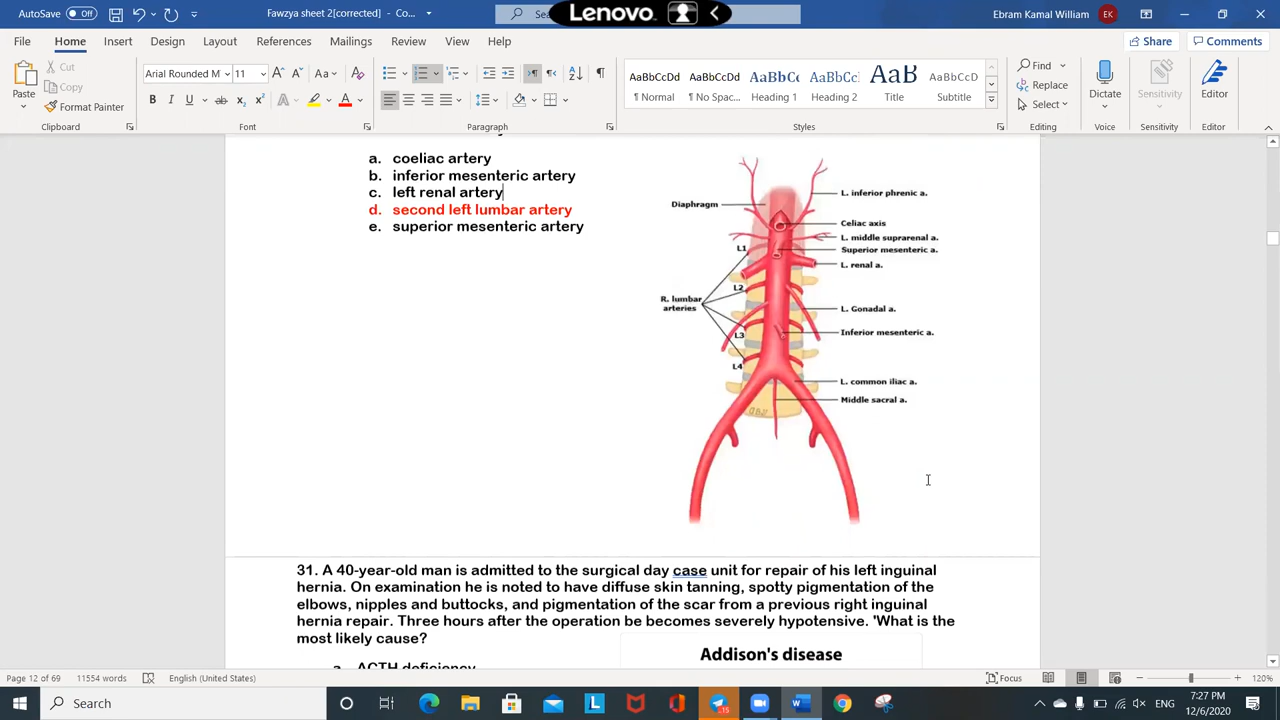 AutoSave Off
Fawzya sheet 2[corrected]
Se
Lenovo
Ebram Kamal William
EK
File Home Insert Design Layout References Mailings Review View Help
Share
Comments
Paste
Cut
Copy
Format Painter
Clipboard
Arial Rounded M 11
Font
Paragraph
AaBbCcDd
¶ Normal
AaBbCcDd
¶ No Spac...
AaBbCc
Heading 1
AaBbCc
Heading 2
AaB
Title
AaBbCcD
Subtitle
Styles
Find
Replace
Select
Editing
Dictate
Voice
Sensitivity
Sensitivity
Editor
Editor
a. coeliac artery
b. inferior mesenteric artery
c. left renal artery
d. second left lumbar artery
e. superior mesenteric artery
L. inferior phrenic a.
Diaphragm
Celiac axis
L. middle suprarenal a.
Superior mesenteric a.
L1
L. renal a.
L2
R. lumbar
arteries
L. Gonadal a.
Inferior mesenteric a.
L3
L4
L. common iliac a.
Middle sacral a.
31. A 40-year-old man is admitted to the surgical day case unit for repair of his left inguinal
hernia. On examination he is noted to have diffuse skin tanning, spotty pigmentation of the
elbows, nipples and buttocks, and pigmentation of the scar from a previous right inguinal
hernia repair. Three hours after the operation be becomes severely hypotensive. 'What is the
most likely cause?
Addison's disease
a. ACTH deficiency
Page 12 of 69 11554 words English (United States)
Focus
120%
Search
15
ENG
7:27 PM
12/6/2020